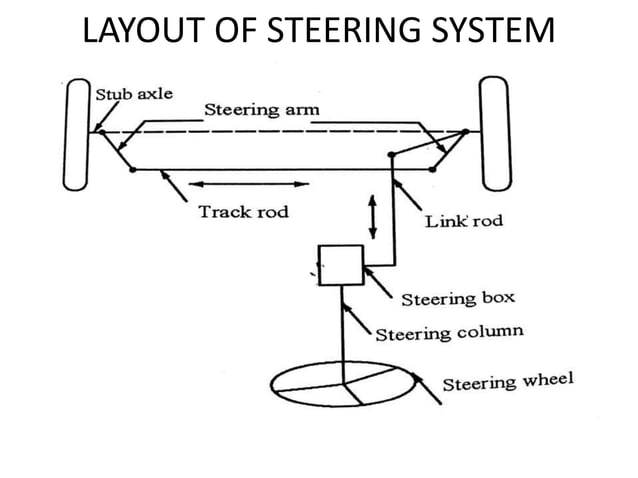 LAYOUT OF STEERING SYSTEM
Stub axle
Steering arm
Track rod
Link rod
Steering box
Steering column
Steering wheel